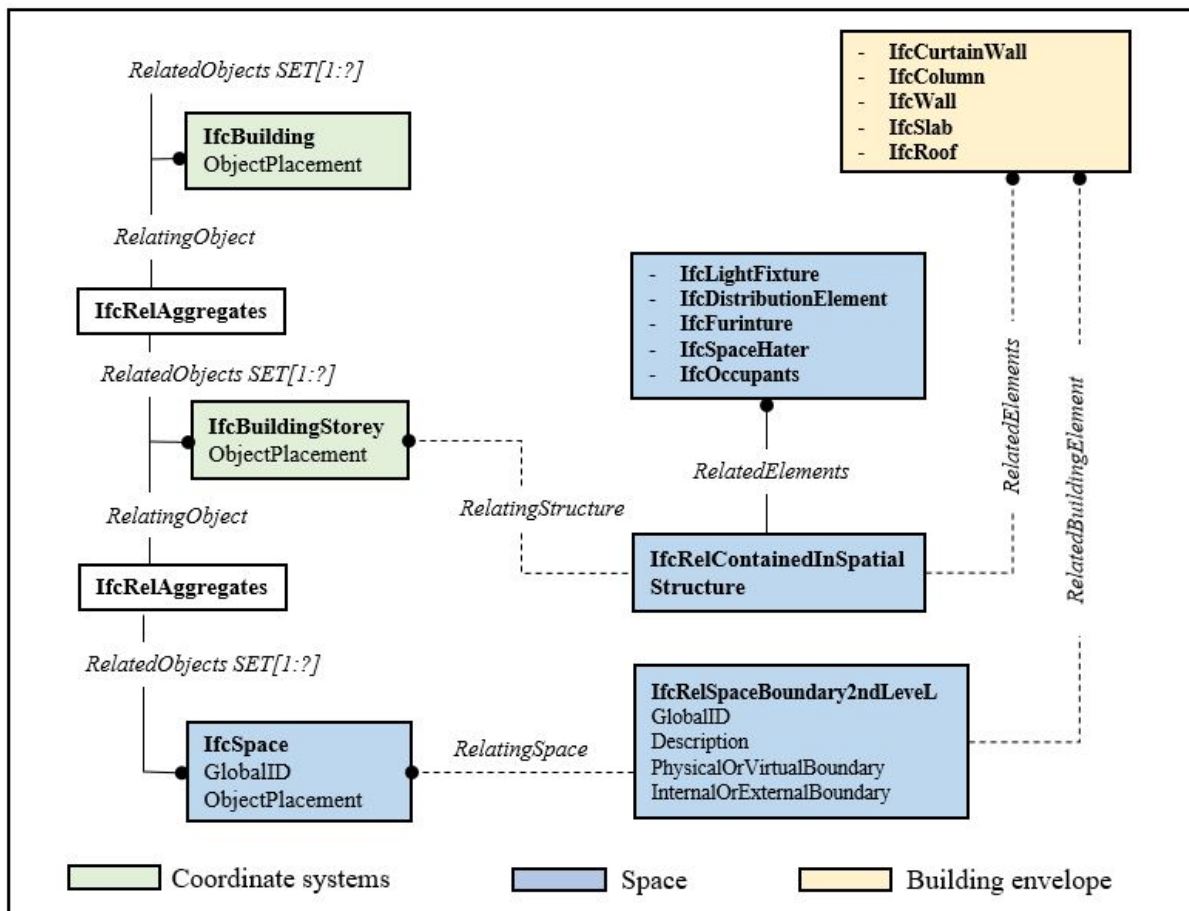 RelatedObjects SET[1:?]
IfcBuilding
ObjectPlacement
RelatingObject
IfcRelAggregates
RelatedObjects SET[1:?]
IfcBuildingStorey
ObjectPlacement
RelatingObject
IfcRelAggregates
RelatedObjects SET[1:?]
IfcSpace
GlobalID
ObjectPlacement
- IfcCurtainWall
- IfcColumn
- IfcWall
- IfcSlab
- IfcRoof
- IfcLightFixture
- IfcDistributionElement
- IfcFurinture
- IfcSpaceHater
- IfcOccupants
RelatedElements
RelatingStructure
IfcRelContainedInSpatial
Structure
RelatedElements
RelatedBuildingElement
RelatingSpace
IfcRelSpaceBoundary2ndLeveL
GlobalID
Description
PhysicalOrVirtualBoundary
InternalOrExternalBoundary
Coordinate systems
Space
Building envelope